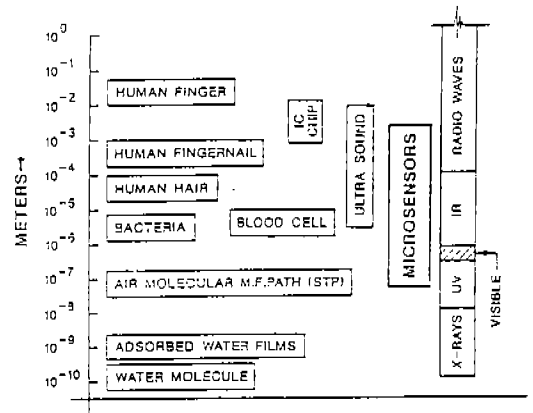 METERS→
10⁰
10⁻¹
10⁻²
10⁻³
10⁻⁴
10⁻⁵
10⁻⁶
10⁻⁷
10⁻⁸
10⁻⁹
10⁻¹⁰
HUMAN FINGER
HUMAN FINGERNAIL
HUMAN HAIR
BACTERIA
BLOOD CELL
AIR MOLECULAR M.F.PATH (STP)
ADSORBED WATER FILMS
WATER MOLECULE
IC
CHIP
ULTRA SOUND
MICROSENSORS
RADIO WAVES
IR
UV
X-RAYS
VISIBLE